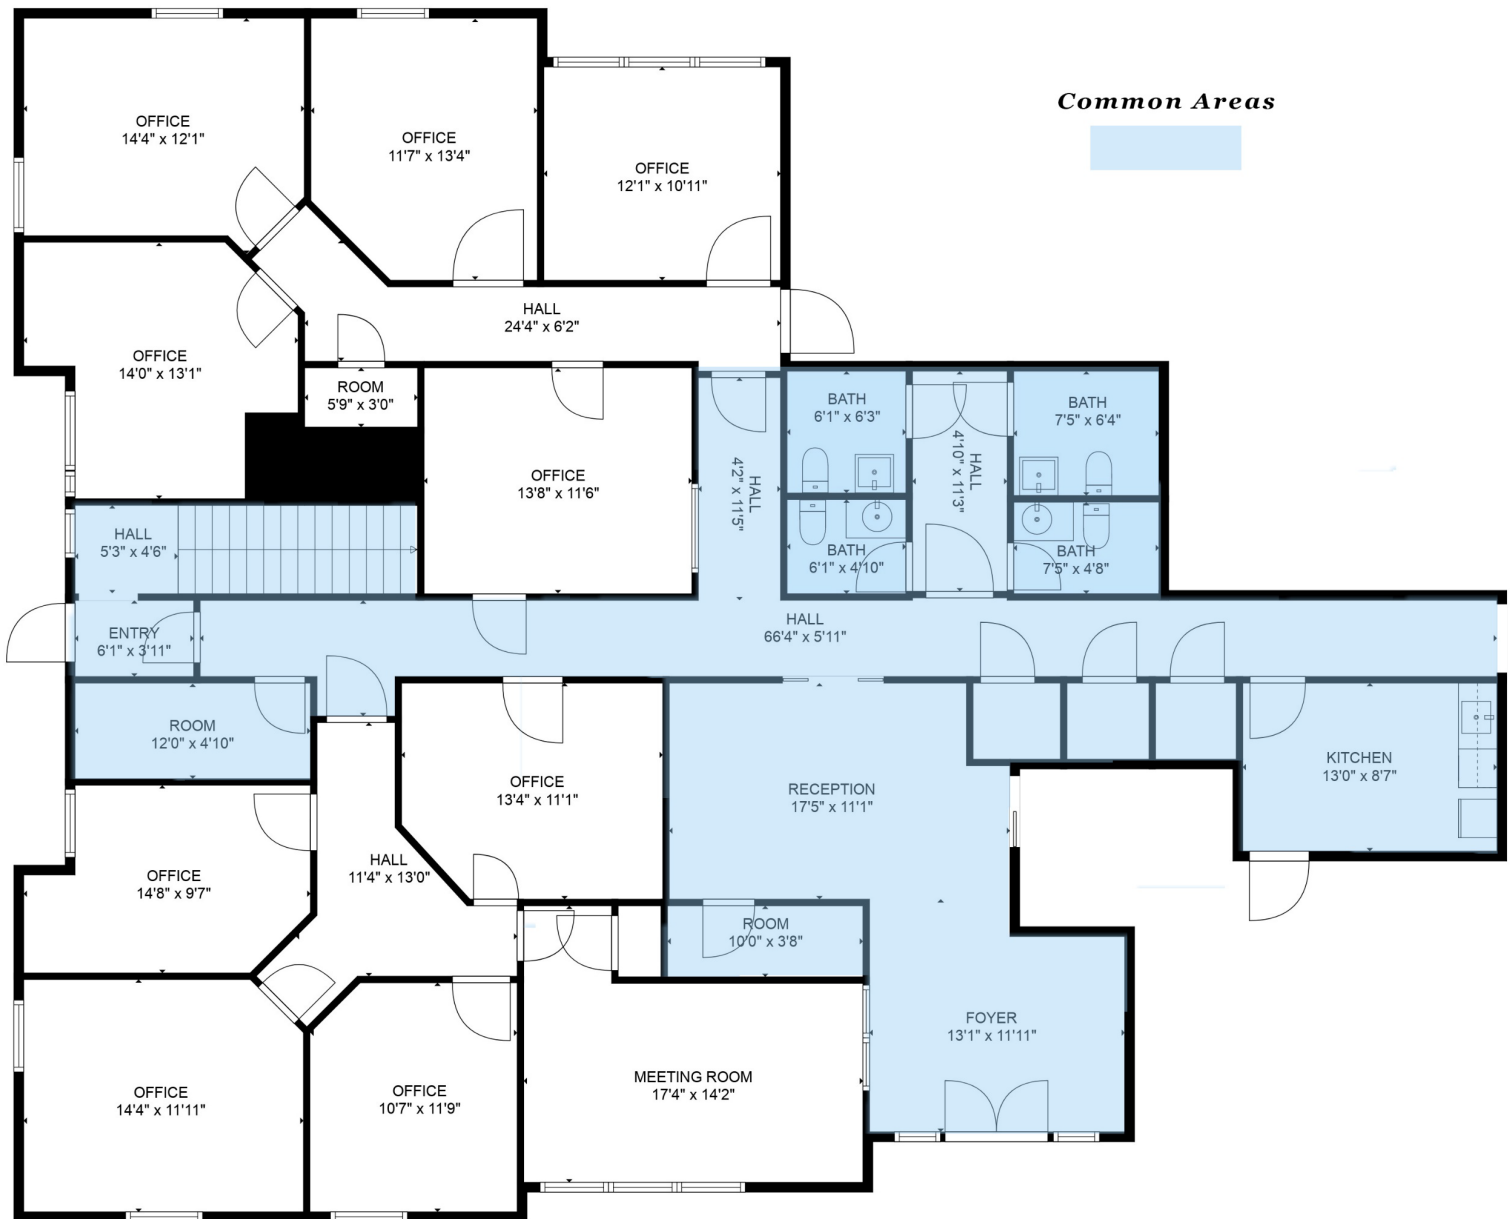 Common Areas
OFFICE
14'4" x 12'1"
OFFICE
11'7" x 13'4"
OFFICE
12'1" x 10'11"
HALL
24'4" x 6'2"
OFFICE
14'0" x 13'1"
ROOM
5'9" x 3'0"
OFFICE
13'8" x 11'6"
HALL
4'2" x 11'5"
BATH
6'1" x 6'3"
HALL
4'10" x 11'3"
BATH
7'5" x 6'4"
HALL
5'3" x 4'6"
BATH
6'1" x 4'10"
BATH
7'5" x 4'8"
ENTRY
6'1" x 3'11"
HALL
66'4" x 5'11"
ROOM
12'0" x 4'10"
OFFICE
13'4" x 11'1"
RECEPTION
17'5" x 11'1"
KITCHEN
13'0" x 8'7"
OFFICE
14'8" x 9'7"
HALL
11'4" x 13'0"
ROOM
10'0" x 3'8"
FOYER
13'1" x 11'11"
OFFICE
14'4" x 11'11"
OFFICE
10'7" x 11'9"
MEETING ROOM
17'4" x 14'2"